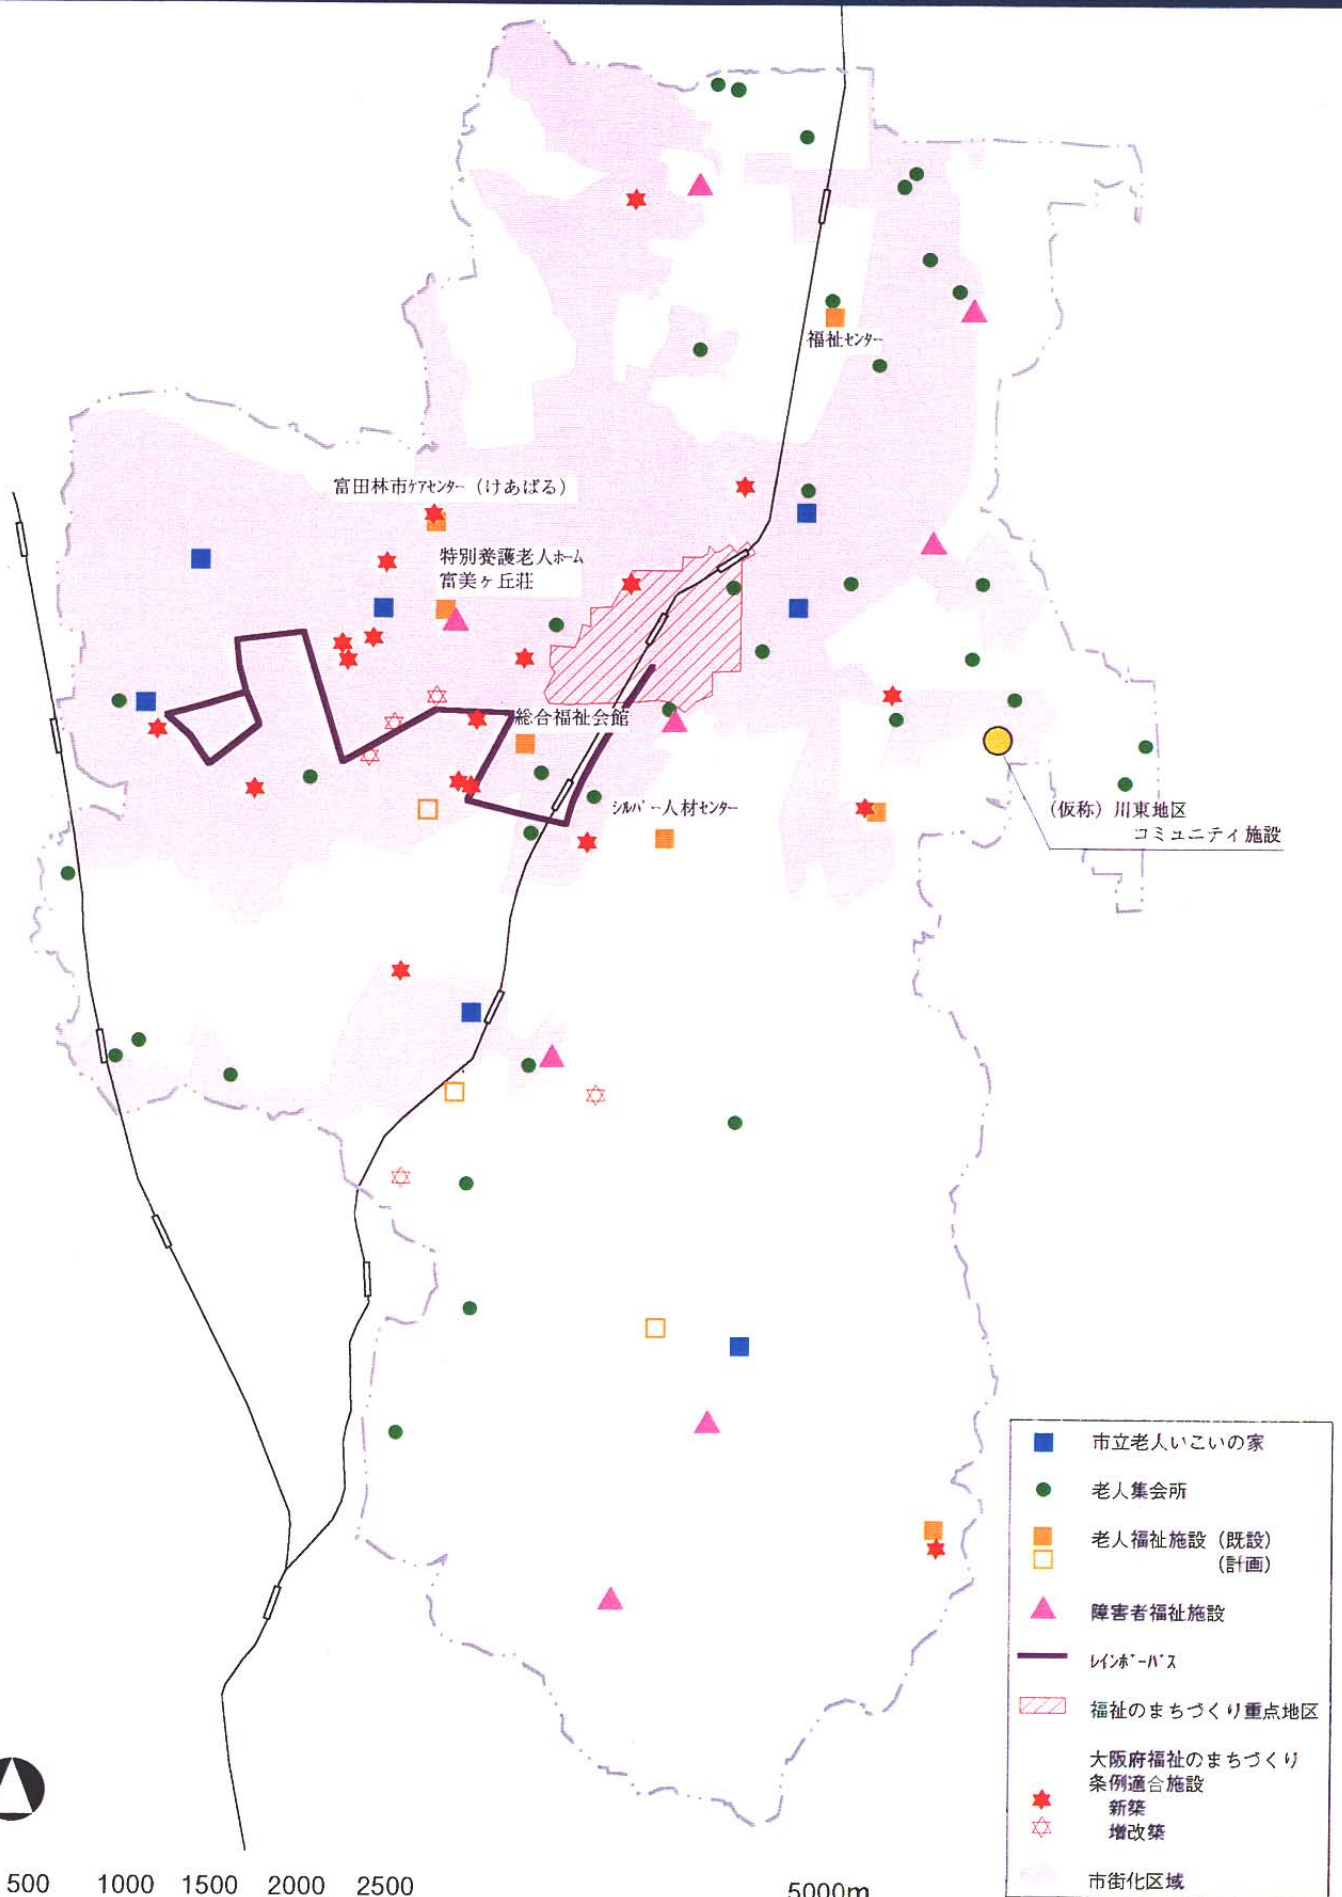 福祉センター
富田林市ケアセンター（けあぱる）
特別養護老人ホーム
富美ヶ丘荘
総合福祉会館
シルバー人材センター
（仮称）川東地区
コミュニティ施設
市立老人いこいの家
老人集会所
老人福祉施設（既設）
（計画）
障害者福祉施設
レインボーバス
福祉のまちづくり重点地区
大阪府福祉のまちづくり
条例適合施設
新築
増改築
市街化区域
500 1000 1500 2000 2500 5000m